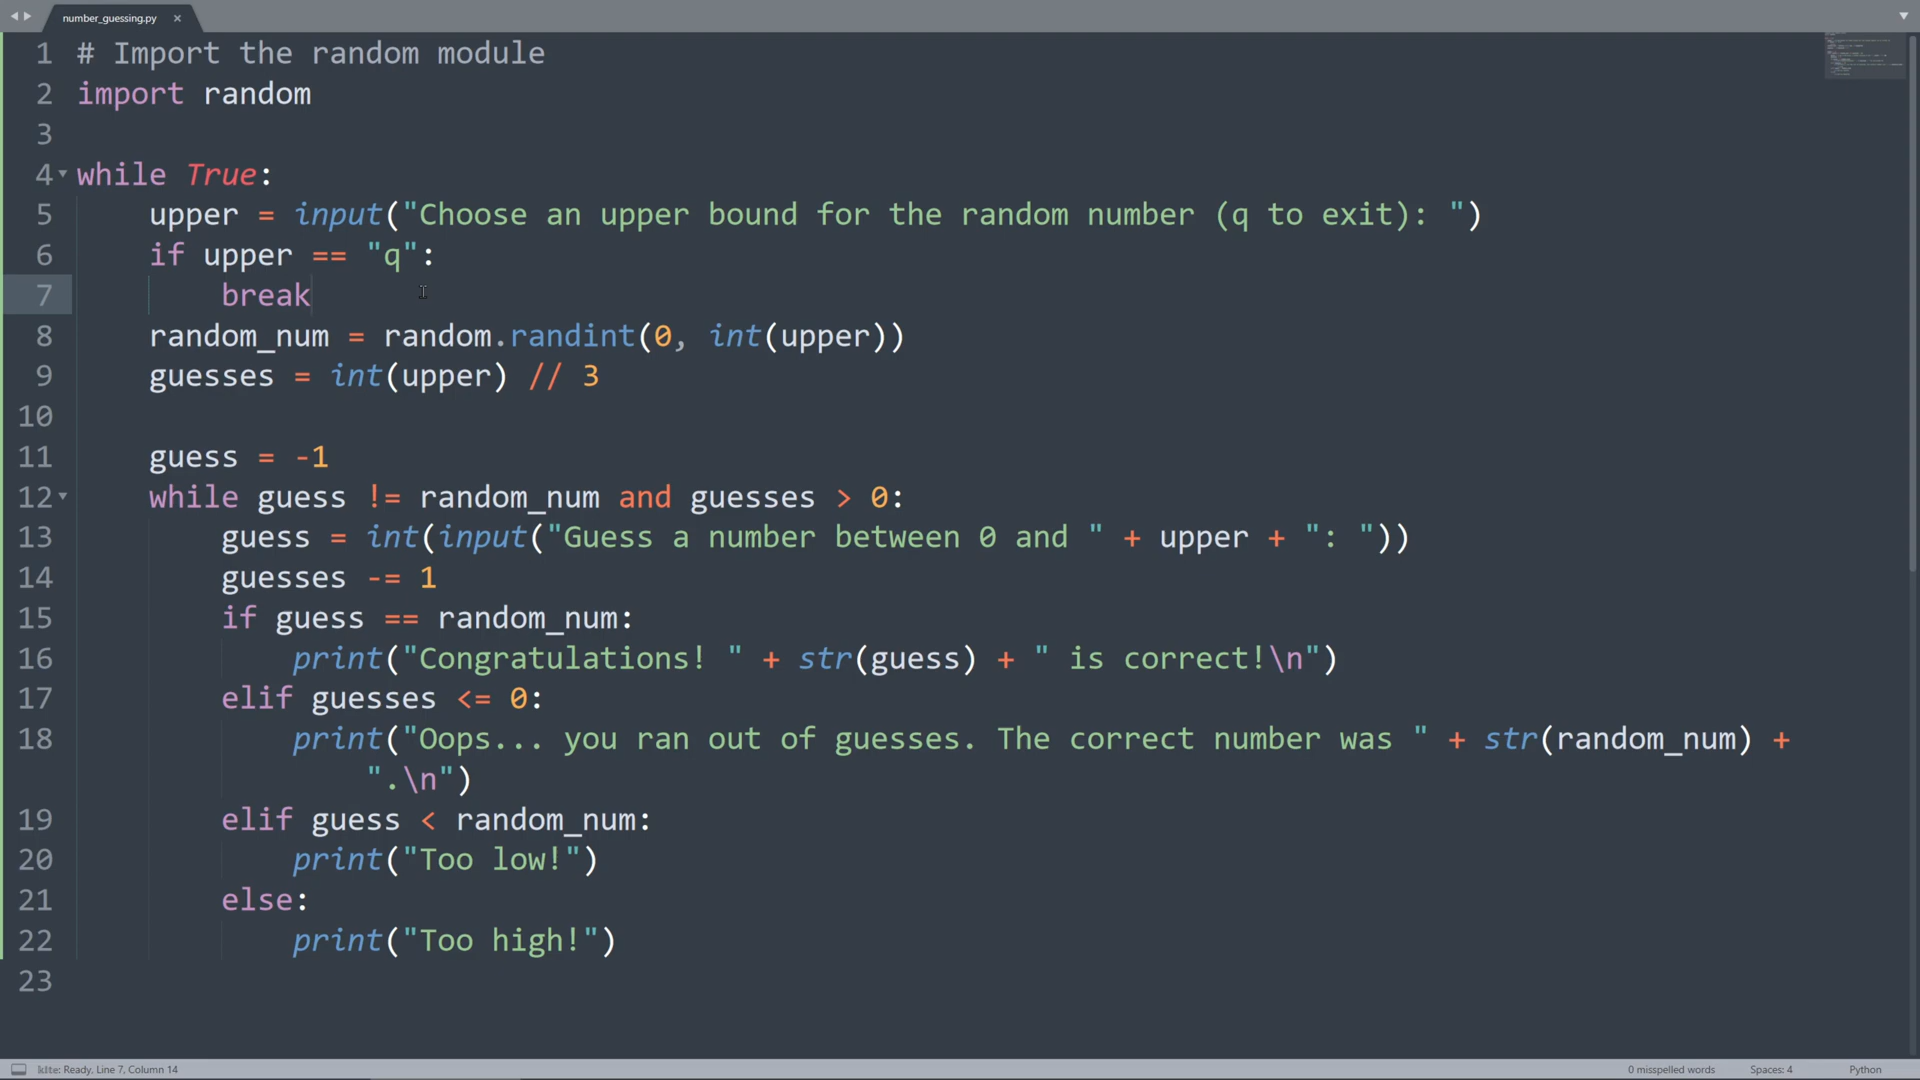 number_guessing.py ×
1 # Import the random module
2 import random
3
4 while True:
5 upper = input("Choose an upper bound for the random number (q to exit): ")
6 if upper == "q":
7 break
8 random_num = random.randint(0, int(upper))
9 guesses = int(upper) // 3
10
11 guess = -1
12 while guess != random_num and guesses > 0:
13 guess = int(input("Guess a number between 0 and " + upper + ": "))
14 guesses -= 1
15 if guess == random_num:
16 print("Congratulations! " + str(guess) + " is correct!\n")
17 elif guesses <= 0:
18 print("Oops... you ran out of guesses. The correct number was " + str(random_num) +
".\n")
19 elif guess < random_num:
20 print("Too low!")
21 else:
22 print("Too high!")
23
kite: Ready. Line 7, Column 14 0 misspelled words Spaces: 4 Python